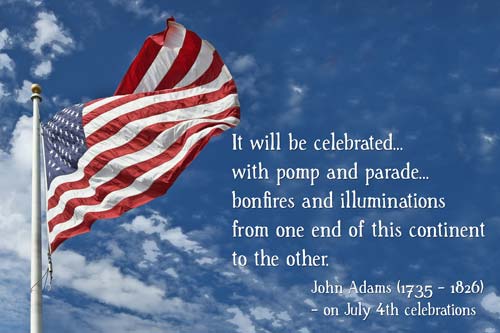 It will be celebrated...
with pomp and parade...
bonfires and illuminations
from one end of this continent
to the other.
John Adams (1735 - 1826)
- on July 4th celebrations